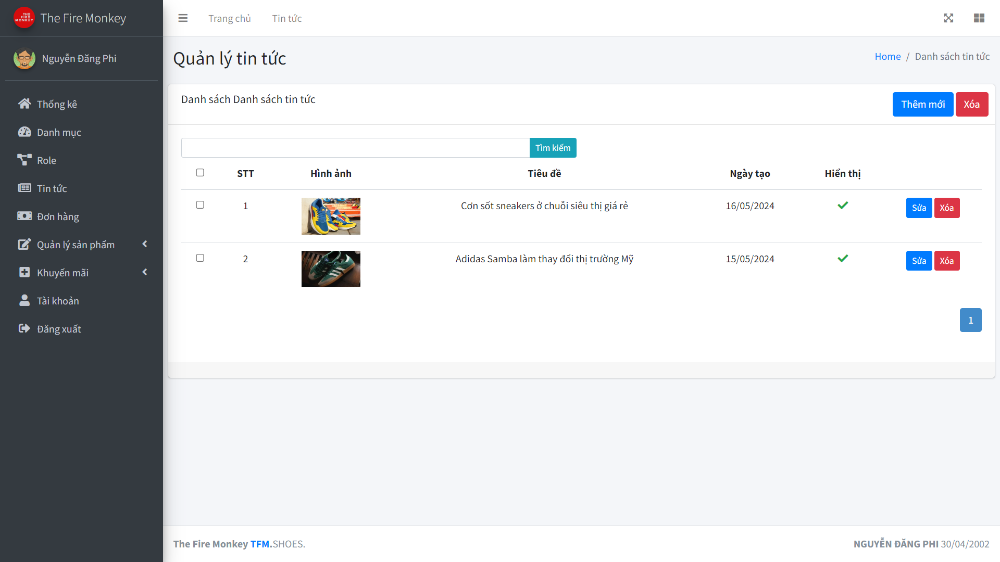 THE
FIRE
MONKEY
The Fire Monkey
Trang chủ
Tin tức
Nguyễn Đăng Phi
Thống kê
Danh mục
Role
Tin tức
Đơn hàng
Quản lý sản phẩm
Khuyến mãi
Tài khoản
Đăng xuất
Quản lý tin tức
Home / Danh sách tin tức
Danh sách Danh sách tin tức
Thêm mới
Xóa
Tìm kiếm
STT Hình ảnh Tiêu đề Ngày tạo Hiển thị
1 Cơn sốt sneakers ở chuỗi siêu thị giá rẻ 16/05/2024 Sửa Xóa
2 Adidas Samba làm thay đổi thị trường Mỹ 15/05/2024 Sửa Xóa
1
The Fire Monkey TFM.SHOES.
NGUYỄN ĐĂNG PHI 30/04/2002